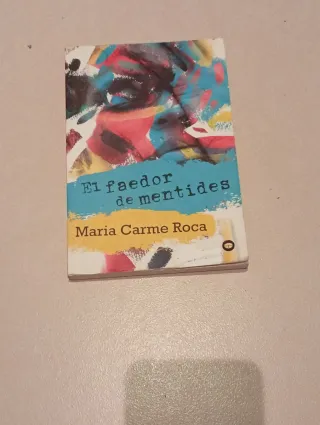 El faedor
de mentides
Maria Carme Roca